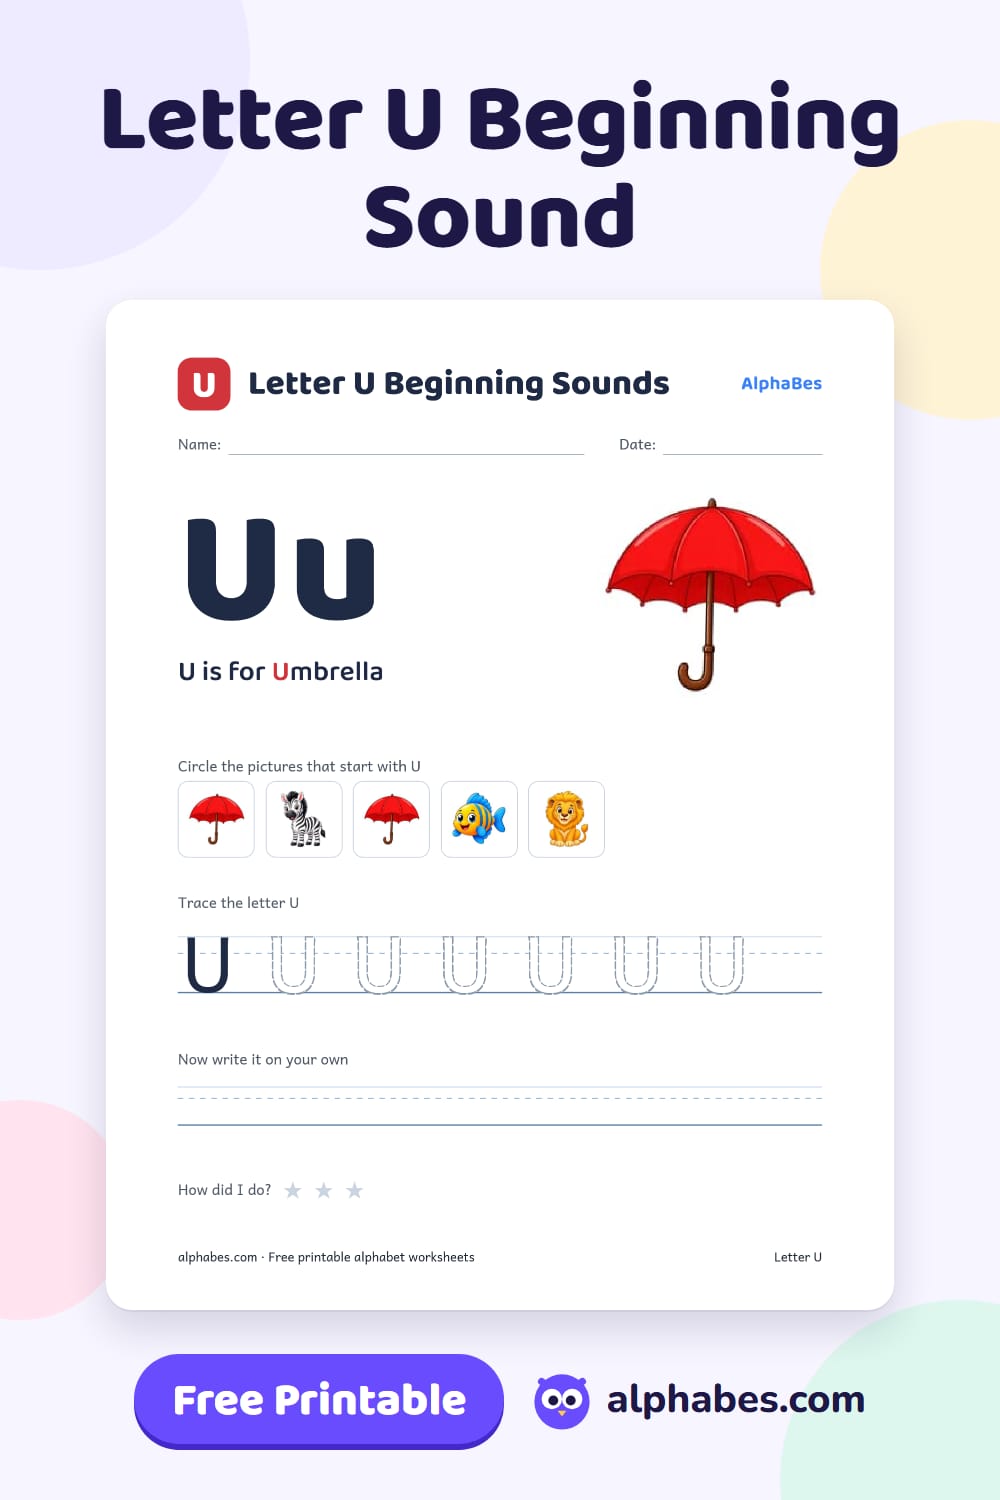 Letter U Beginning
Sound
U Letter U Beginning Sounds AlphaBes
Name: Date:
Uu
U is for Umbrella
Circle the pictures that start with U
Trace the letter U
U U U U U U U
Now write it on your own
How did I do?
alphabes.com · Free printable alphabet worksheets Letter U
Free Printable alphabes.com